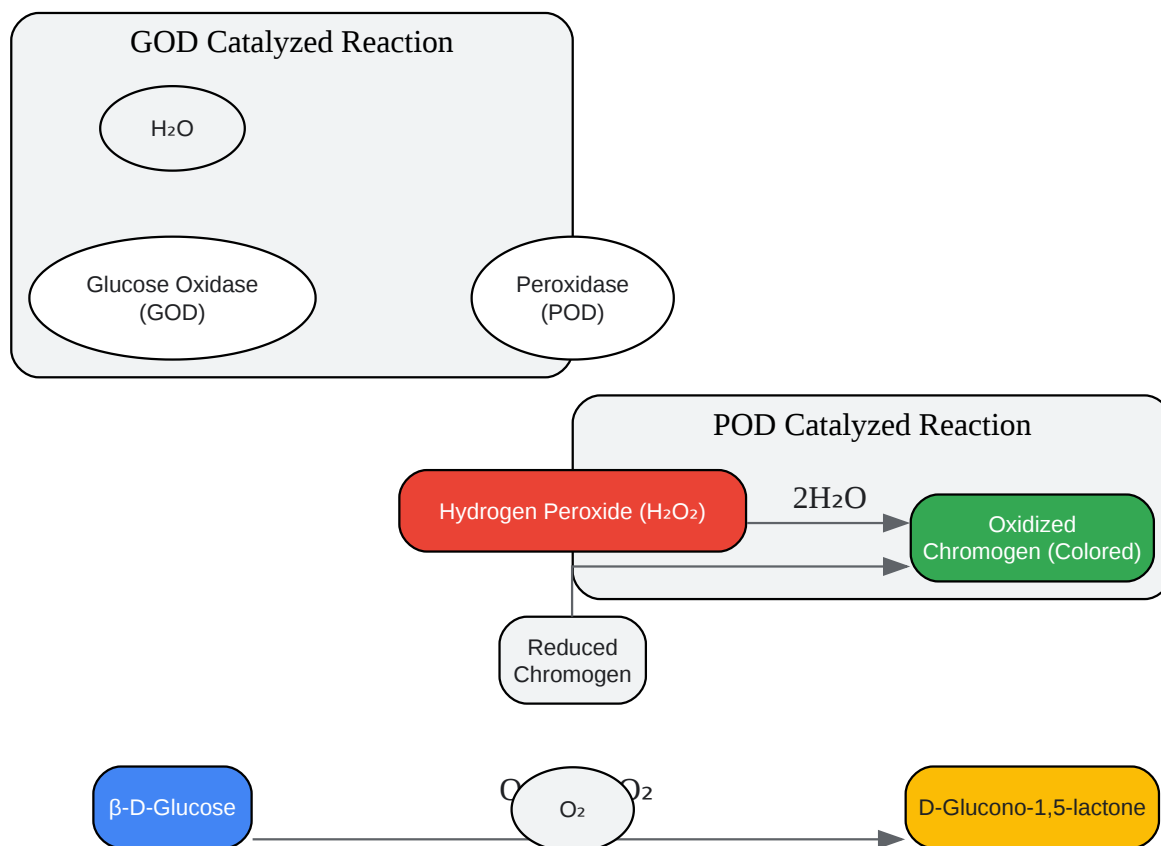 GOD Catalyzed Reaction
H₂O
Glucose Oxidase
(GOD)
Peroxidase
(POD)
POD Catalyzed Reaction
Hydrogen Peroxide (H₂O₂)
2H₂O
Oxidized
Chromogen (Colored)
Reduced
Chromogen
β-D-Glucose
O₂
D-Glucono-1,5-lactone